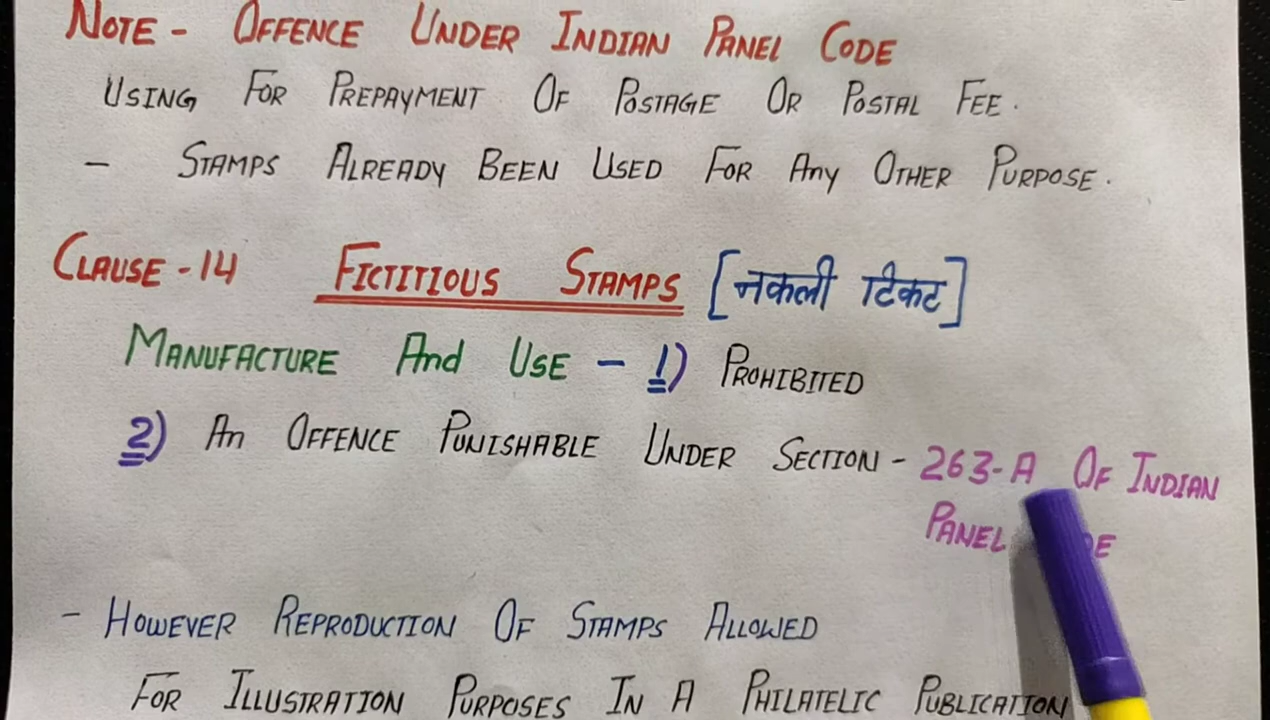 NOTE - OFFENCE UNDER INDIAN PANEL CODE
USING FOR PREPAYMENT OF POSTAGE OR POSTAL FEE.
- STAMPS ALREADY BEEN USED FOR ANY OTHER PURPOSE.
CLAUSE - 14 FICTITIOUS STAMPS [नकली टिकट]
MANUFACTURE AND USE - 1) PROHIBITED
2) AN OFFENCE PUNISHABLE UNDER SECTION - 263-A OF INDIAN
PANEL
- HOWEVER REPRODUCTION OF STAMPS ALLOWED
FOR ILLUSTRATION PURPOSES IN A PHILATELIC PUBLICATION